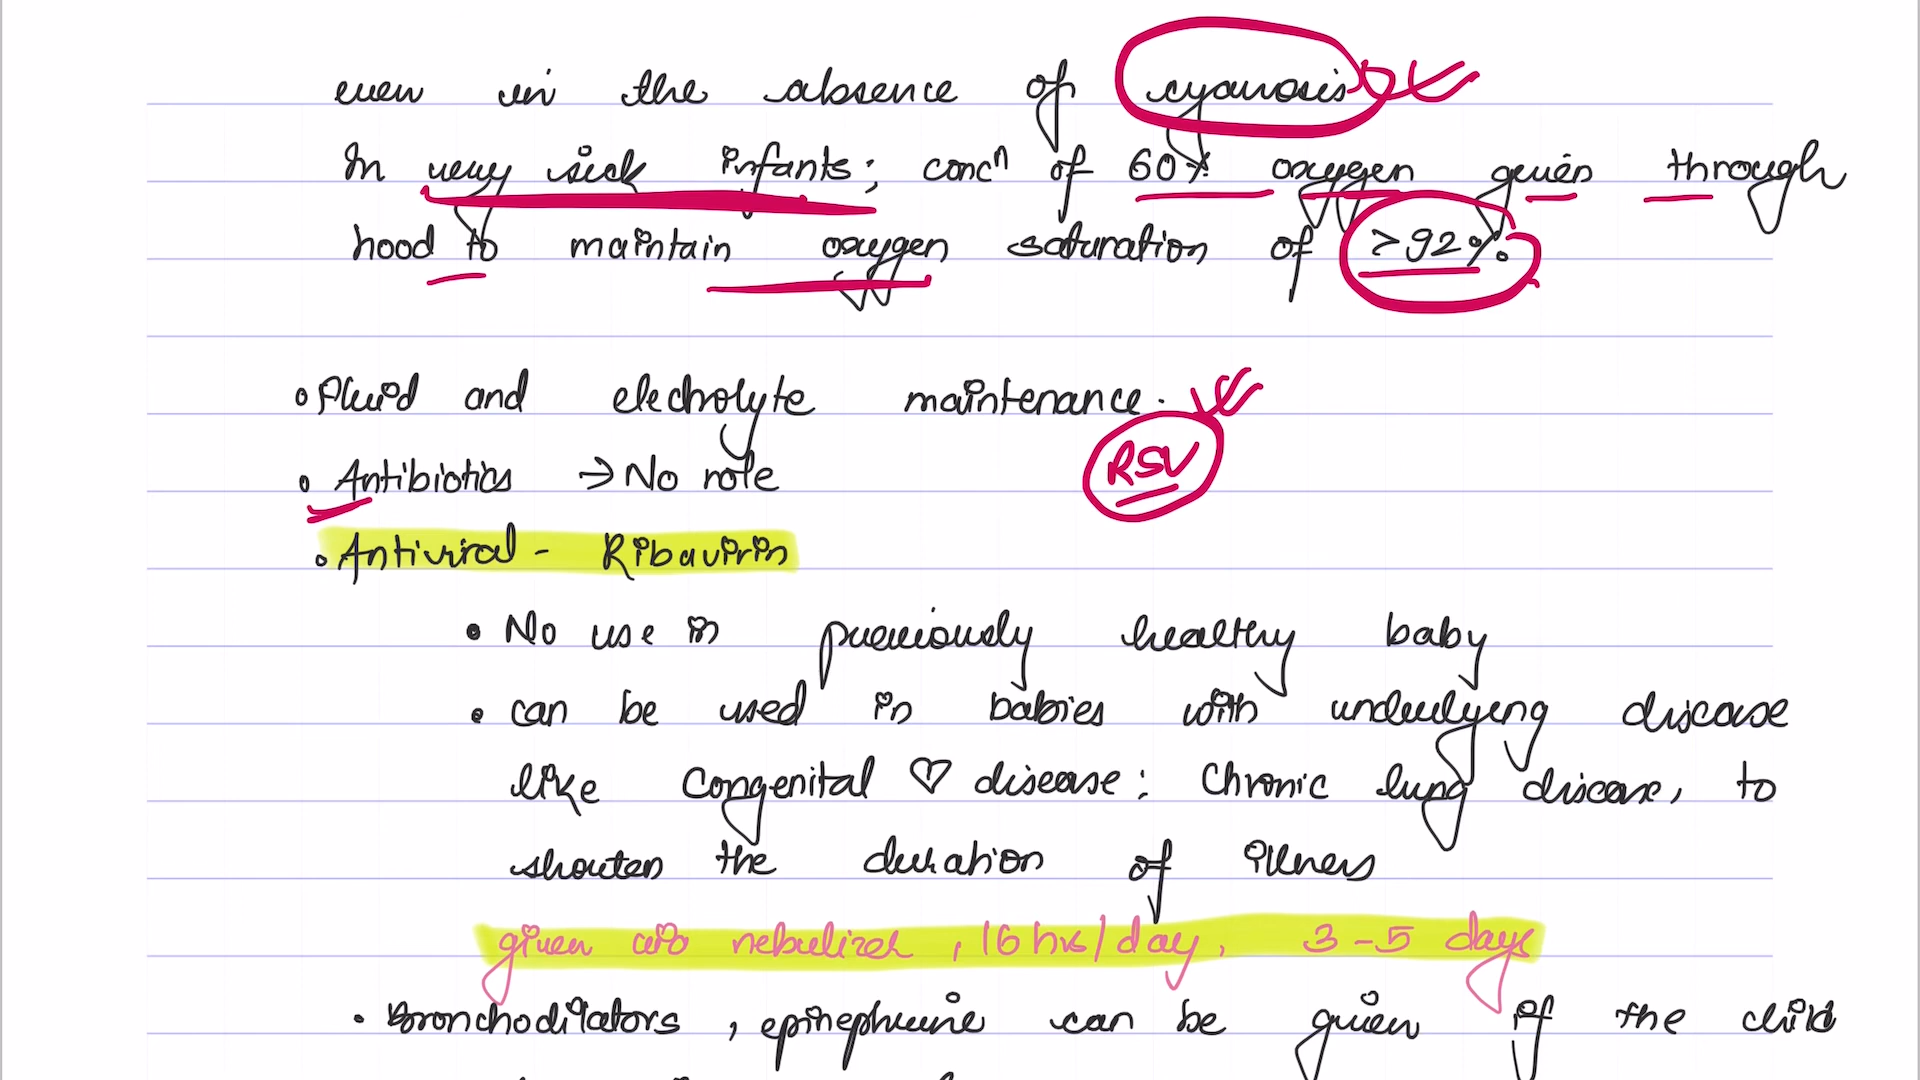 even in the absence of cyanosis
In very sick infants; concⁿ of 60% oxygen given through
hood to maintain oxygen saturation of >92%.
• Fluid and electrolyte maintenance.
RSV
• Antibiotics → No role
• Antiviral - Ribavirin
• No use in previously healthy baby
• can be used in babies with underlying disease
like Congenital ♡ disease: Chronic lung disease, to
shorten the duration of illness
given nebulizer, 16 hrs/day, 3-5 days
• Bronchodilators, epinephrine can be given if the child